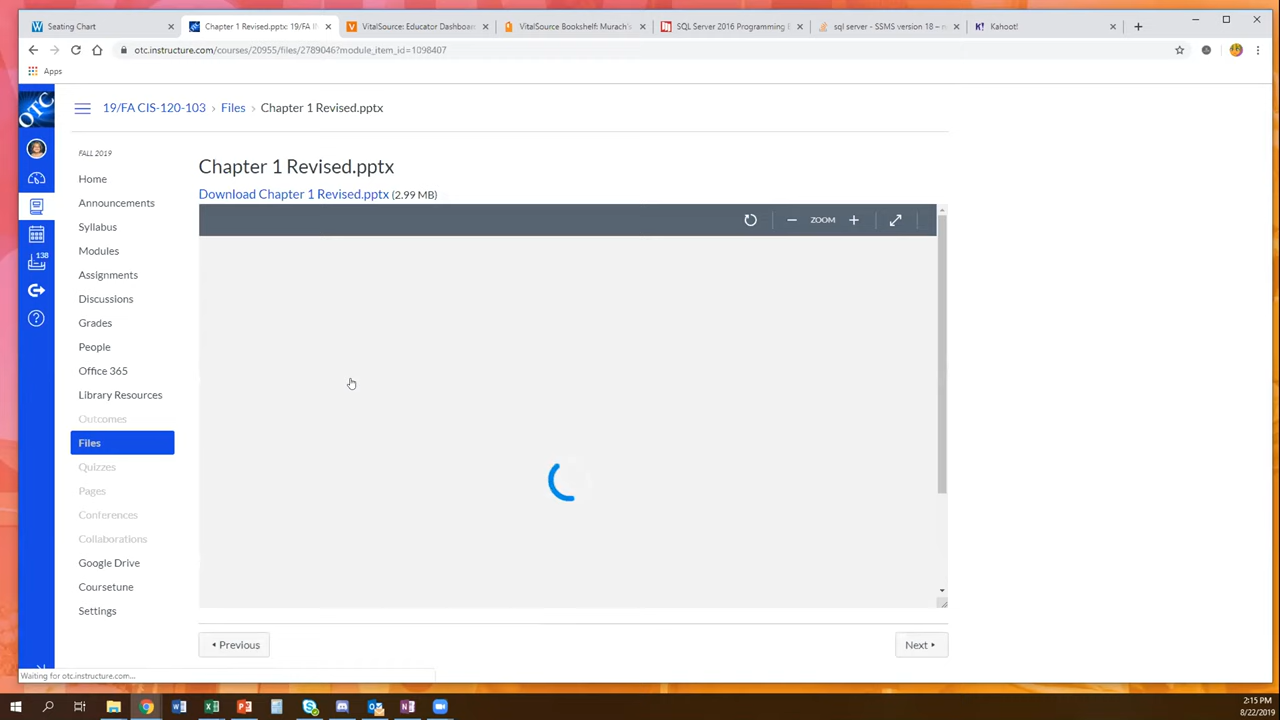 Seating Chart
Chapter 1 Revised.pptx: 19/FA I
VitalSource: Educator Dashboar
VitalSource Bookshelf: Murach's
SQL Server 2016 Programming
sql server - SSMS version 18 –
Kahoot!
otc.instructure.com/courses/20955/files/2789046?module_item_id=1098407
Apps
OTC
19/FA CIS-120-103 › Files › Chapter 1 Revised.pptx
FALL 2019
Home
Announcements
Syllabus
Modules
Assignments
Discussions
Grades
People
Office 365
Library Resources
Outcomes
Files
Quizzes
Pages
Conferences
Collaborations
Google Drive
Coursetune
Settings
138
Chapter 1 Revised.pptx
Download Chapter 1 Revised.pptx (2.99 MB)
ZOOM
Previous
Next
Waiting for otc.instructure.com...
2:15 PM
8/22/2019